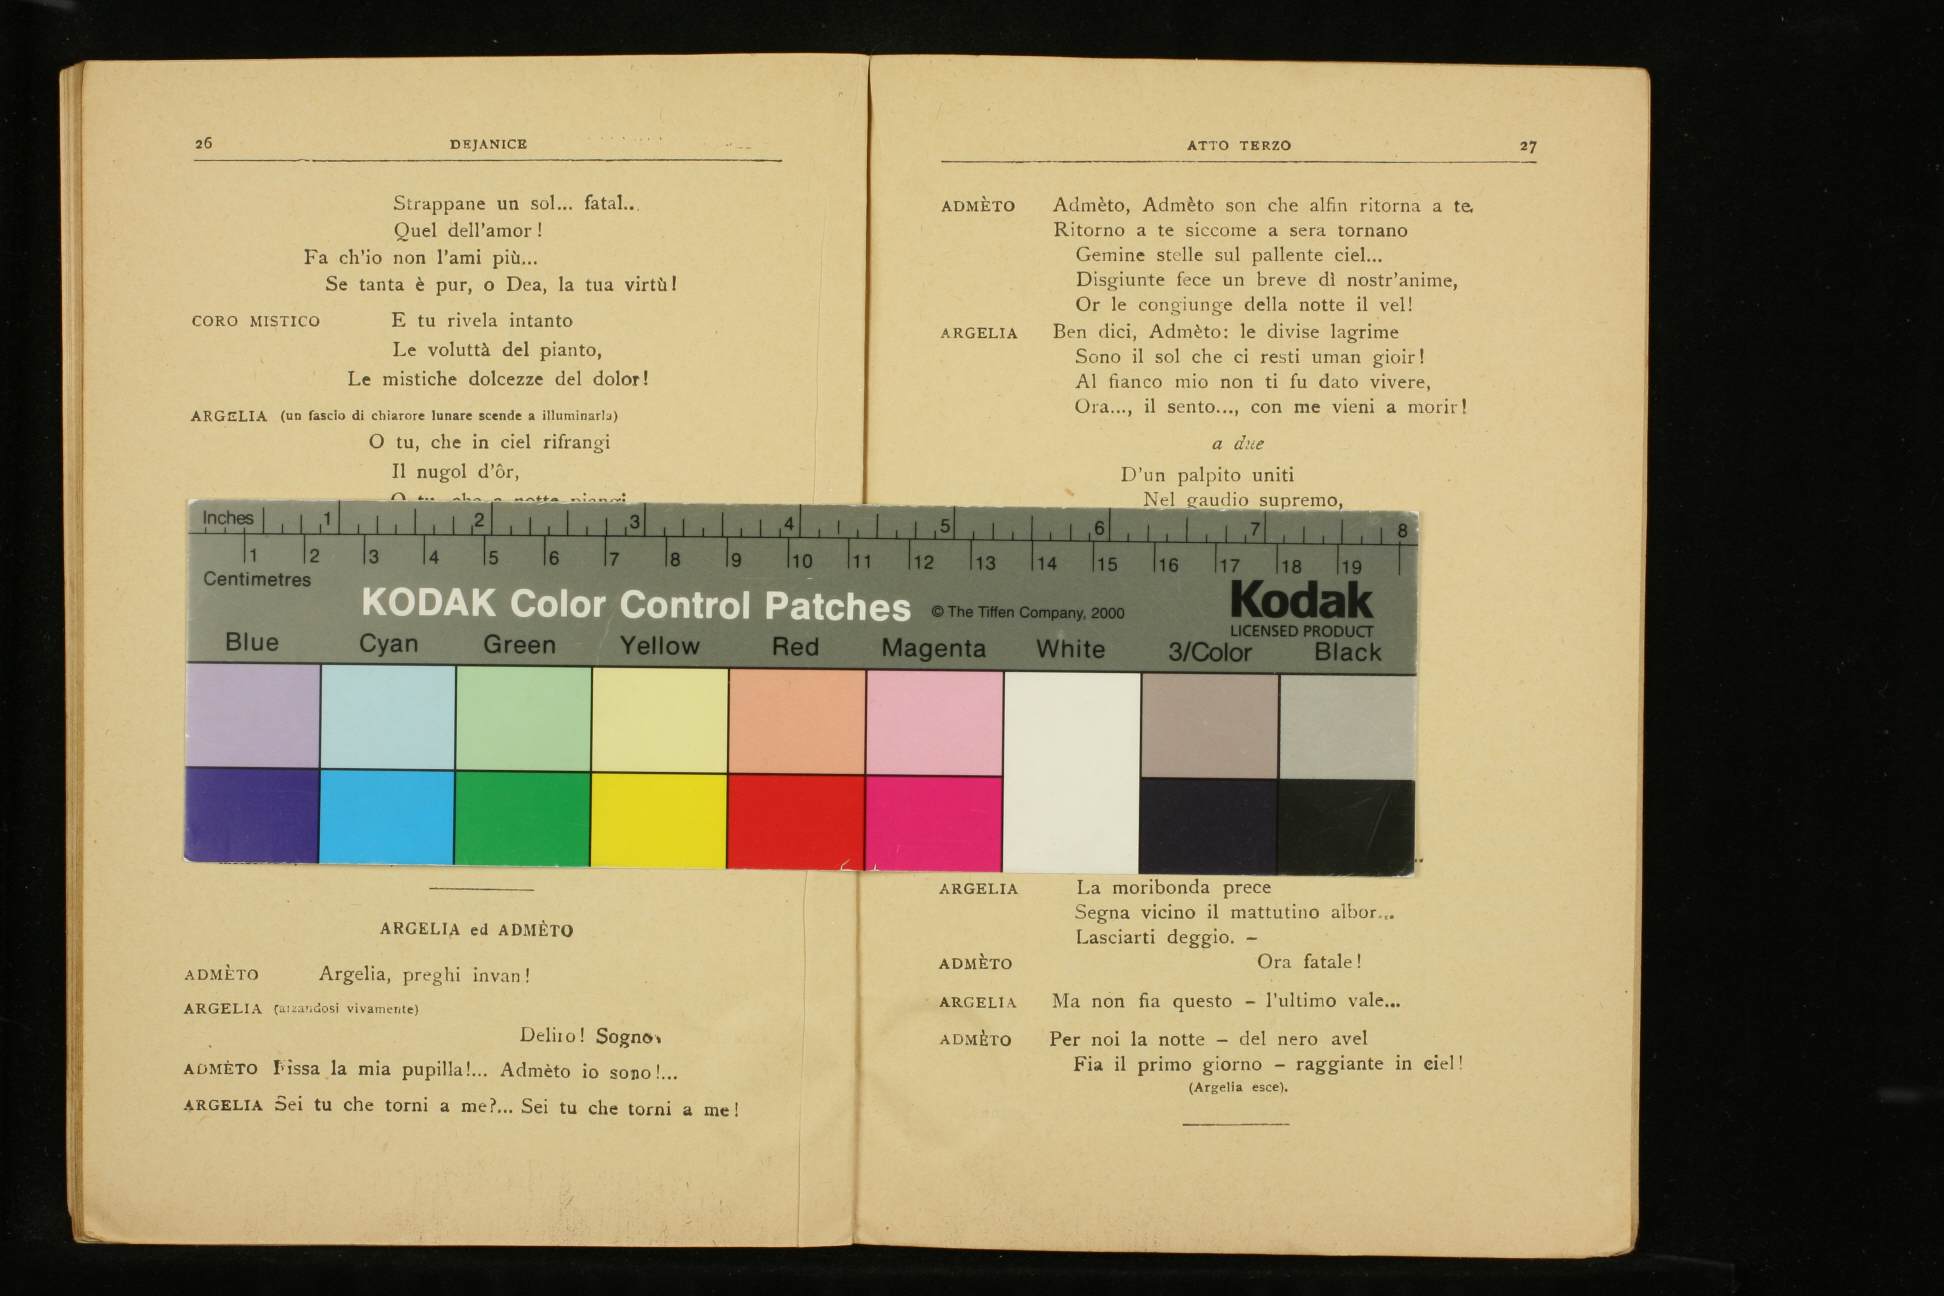 26 DEJANICE
Strappane un sol... fatal...
Quel dell'amor!
Fa ch'io non l'ami più...
Se tanta è pur, o Dea, la tua virtù!
CORO MISTICO E tu rivela intanto
Le voluttà del pianto,
Le mistiche dolcezze del dolor!
ARGELIA (un fascio di chiarore lunare scende a illuminarla)
O tu, che in ciel rifrangi
Il nugol d'ôr,
O tu, che a notte piangi
ARGELIA ed ADMÈTO
ADMÈTO Argelia, preghi invan!
ARGELIA (alzandosi vivamente)
Deliro! Sogno,
ADMÈTO Fissa la mia pupilla!... Admèto io sono!...
ARGELIA Sei tu che torni a me?... Sei tu che torni a me!
ATTO TERZO 27
ADMÈTO Admèto, Admèto son che alfin ritorna a te,
Ritorno a te siccome a sera tornano
Gemine stelle sul pallente ciel...
Disgiunte fece un breve dì nostr'anime,
Or le congiunge della notte il vel!
ARGELIA Ben dici, Admèto: le divise lagrime
Sono il sol che ci resti uman gioir!
Al fianco mio non ti fu dato vivere,
Ora..., il sento..., con me vieni a morir!
a due
D'un palpito uniti
Nel gaudio supremo,
ARGELIA La moribonda prece
Segna vicino il mattutino albor...
Lasciarti deggio. –
ADMÈTO Ora fatale!
ARGELIA Ma non fia questo – l'ultimo vale...
ADMÈTO Per noi la notte – del nero avel
Fia il primo giorno – raggiante in ciel!
(Argelia esce).
Inches 1 2 3 4 5 6 7 8
1 2 3 4 5 6 7 8 9 10 11 12 13 14 15 16 17 18 19
Centimetres
KODAK Color Control Patches © The Tiffen Company, 2000 Kodak
LICENSED PRODUCT
Blue Cyan Green Yellow Red Magenta White 3/Color Black